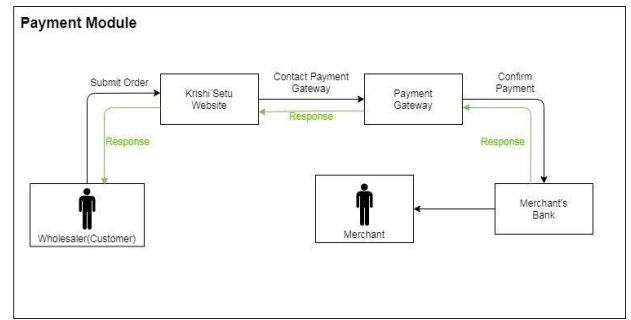 Payment Module
Submit Order
Krishi Setu
Website
Contact Payment
Gateway
Response
Payment
Gateway
Confirm
Payment
Response
Response
Wholesaler(Customer)
Merchant
Merchant's
Bank